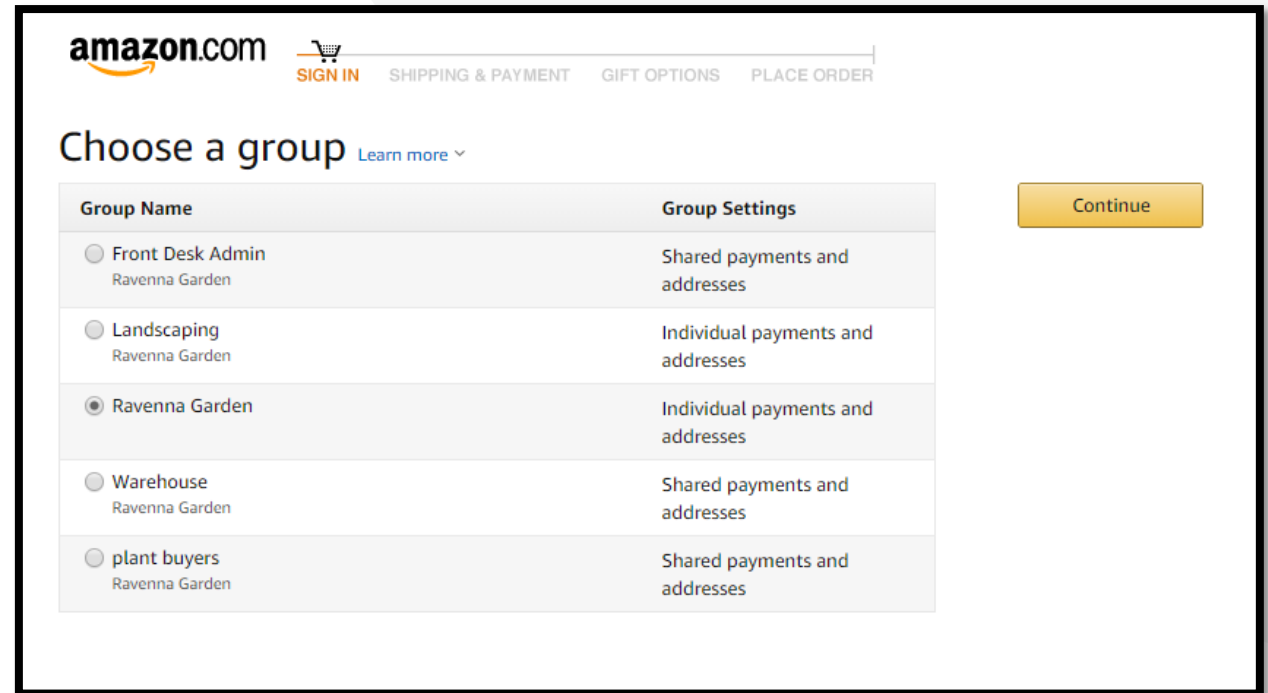 amazon.com
SIGN IN SHIPPING & PAYMENT GIFT OPTIONS PLACE ORDER
Choose a group Learn more
Group Name Group Settings
Continue
Front Desk Admin Shared payments and
Ravenna Garden addresses
Landscaping Individual payments and
Ravenna Garden addresses
Ravenna Garden Individual payments and
addresses
Warehouse Shared payments and
Ravenna Garden addresses
plant buyers Shared payments and
Ravenna Garden addresses